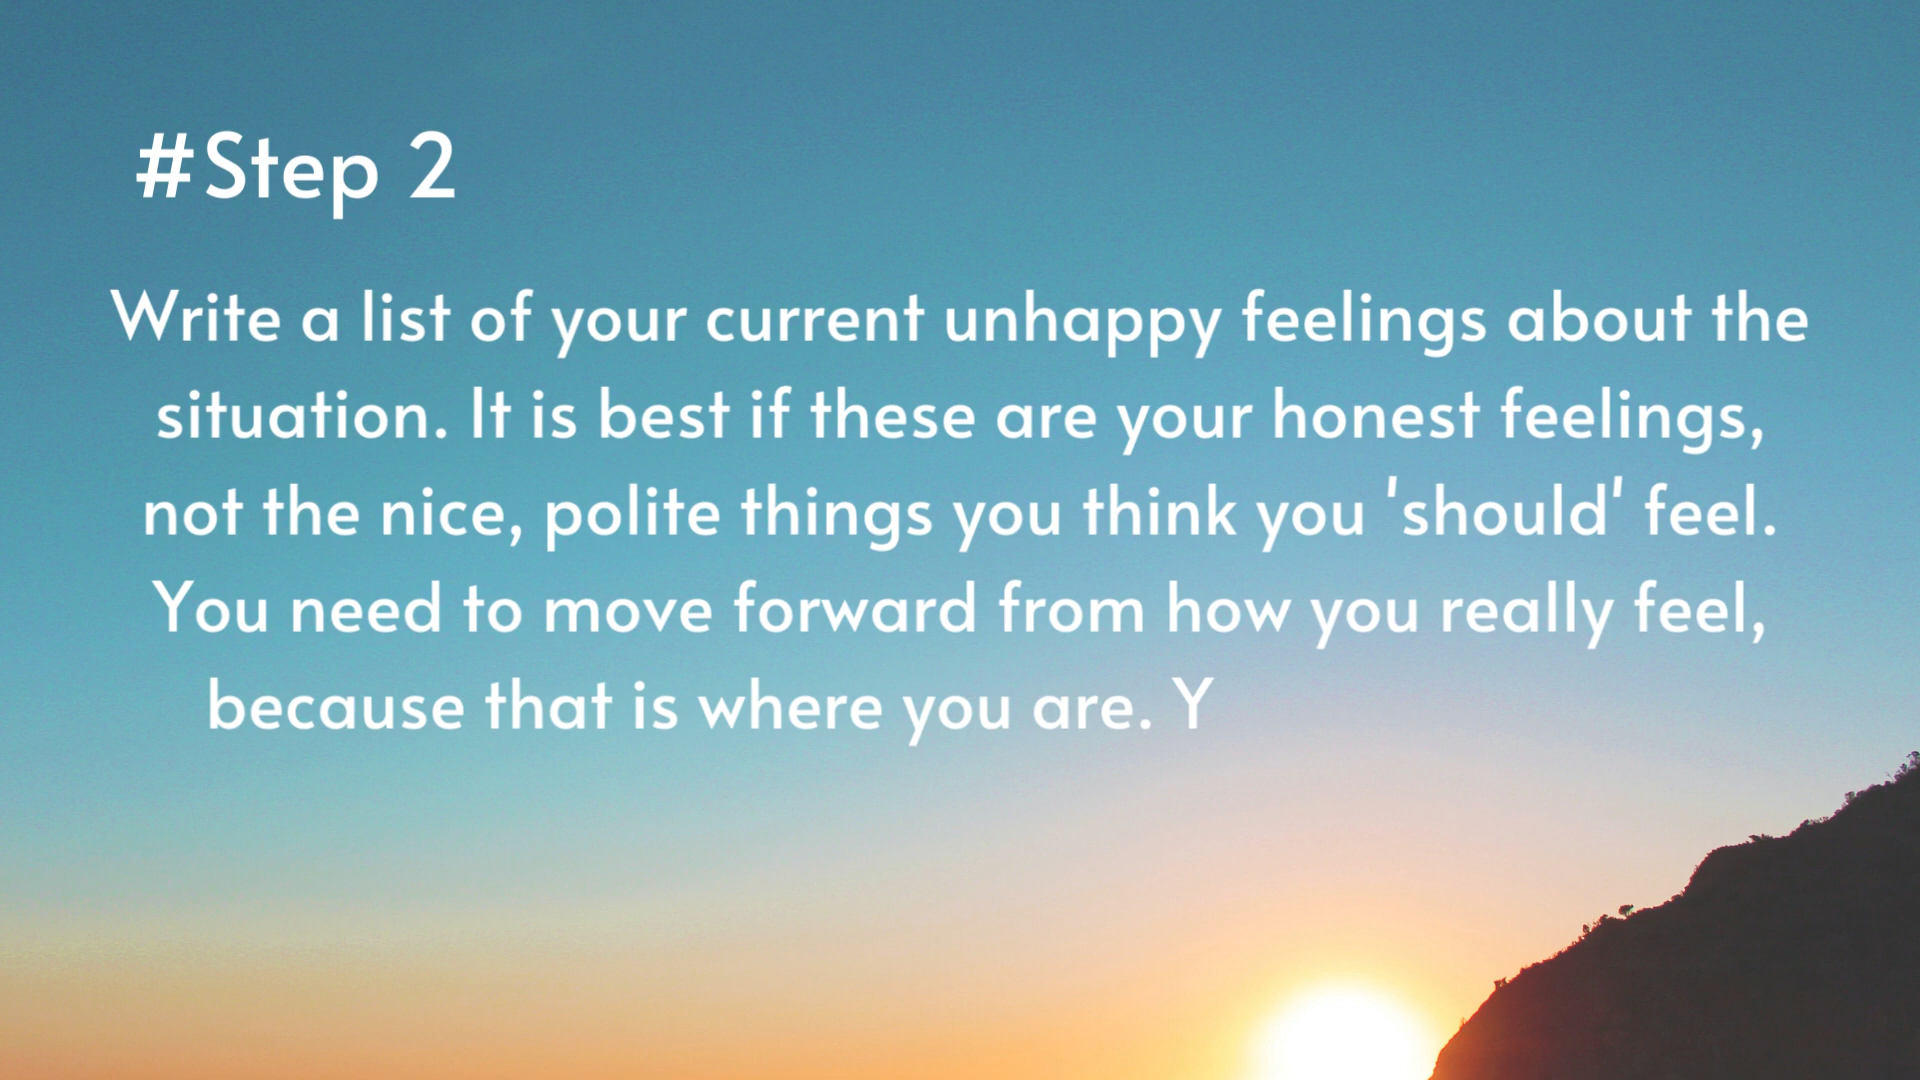 #Step 2
Write a list of your current unhappy feelings about the
situation. It is best if these are your honest feelings,
not the nice, polite things you think you 'should' feel.
You need to move forward from how you really feel,
because that is where you are. Y